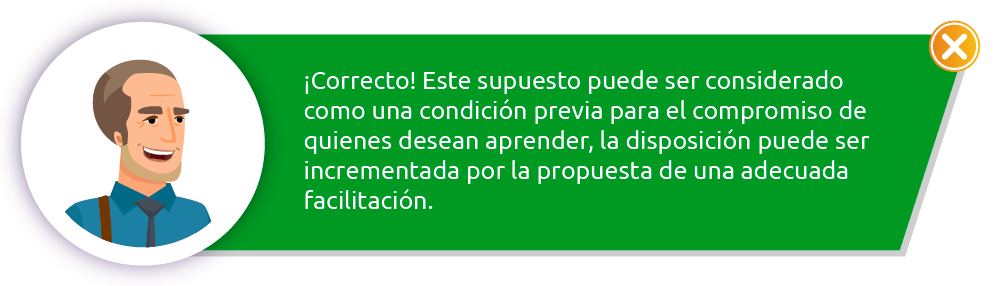 ¡Correcto! Este supuesto puede ser considerado
como una condición previa para el compromiso de
quienes desean aprender, la disposición puede ser
incrementada por la propuesta de una adecuada
facilitación.